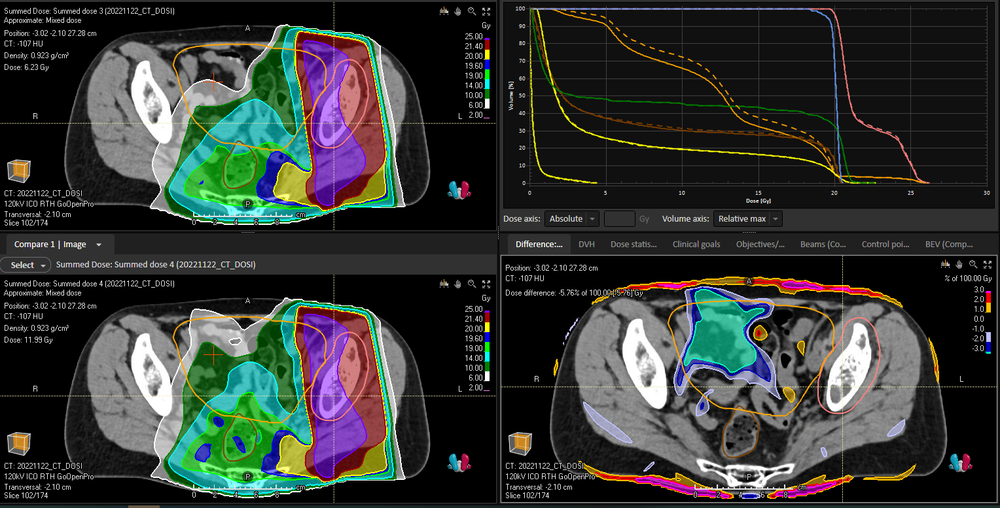 Summed Dose: Summed dose 3 (20221122_CT_DOSI)
Approximate: Mixed dose
Position: -3.02 -2.10 27.28 cm
CT: -107 HU
Density: 0.923 g/cm³
Dose: 6.23 Gy
A
Gy
25.00
21.40
20.00
19.60
19.00
14.00
10.00
6.00
2.00
R
L
P
CT: 20221122_CT_DOSI
120kV ICO RTH GoOpenPro
Transversal: -2.10 cm
Slice 102/174
0 2 4 6 8 cm
100
90
80
70
60
50
40
30
20
10
0
Volume [%]
0 5 10 15 20 25 30
Dose [Gy]
Dose axis: Absolute Gy Volume axis: Relative max
Compare 1 | Image
Select Summed Dose: Summed dose 4 (20221122_CT_DOSI)
Summed Dose: Summed dose 4 (20221122_CT_DOSI)
Approximate: Mixed dose
Position: -3.02 -2.10 27.28 cm
CT: -107 HU
Density: 0.923 g/cm³
Dose: 11.99 Gy
A
Gy
25.00
21.40
20.00
19.60
19.00
14.00
10.00
6.00
2.00
R
L
P
CT: 20221122_CT_DOSI
120kV ICO RTH GoOpenPro
Transversal: -2.10 cm
Slice 102/174
0 2 4 6 8 cm
Difference:... DVH Dose statis... Clinical goals Objectives/... Beams (Co... Control poi... BEV (Comp...
Position: -3.02 -2.10 27.28 cm
CT: -107 HU
Dose difference: -5.76% of 100.00 [-5.76] Gy
A
% of 100.00 Gy
3.0
2.0
1.0
0.0
-1.0
-2.0
-3.0
R
L
P
CT: 20221122_CT_DOSI
120kV ICO RTH GoOpenPro
Transversal: -2.10 cm
Slice 102/174
0 2 4 6 8 cm